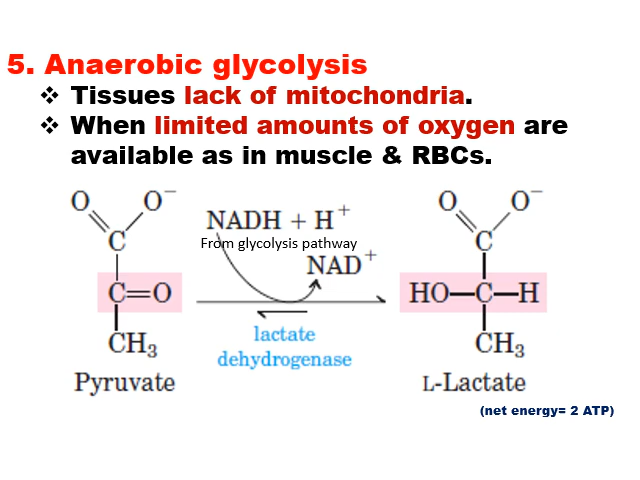 5. Anaerobic glycolysis
❖ Tissues lack of mitochondria.
❖ When limited amounts of oxygen are
available as in muscle & RBCs.
O O⁻
C
C=O
CH₃
Pyruvate
NADH + H⁺
From glycolysis pathway
NAD⁺
lactate
dehydrogenase
O O⁻
C
HO—C—H
CH₃
L-Lactate
(net energy= 2 ATP)